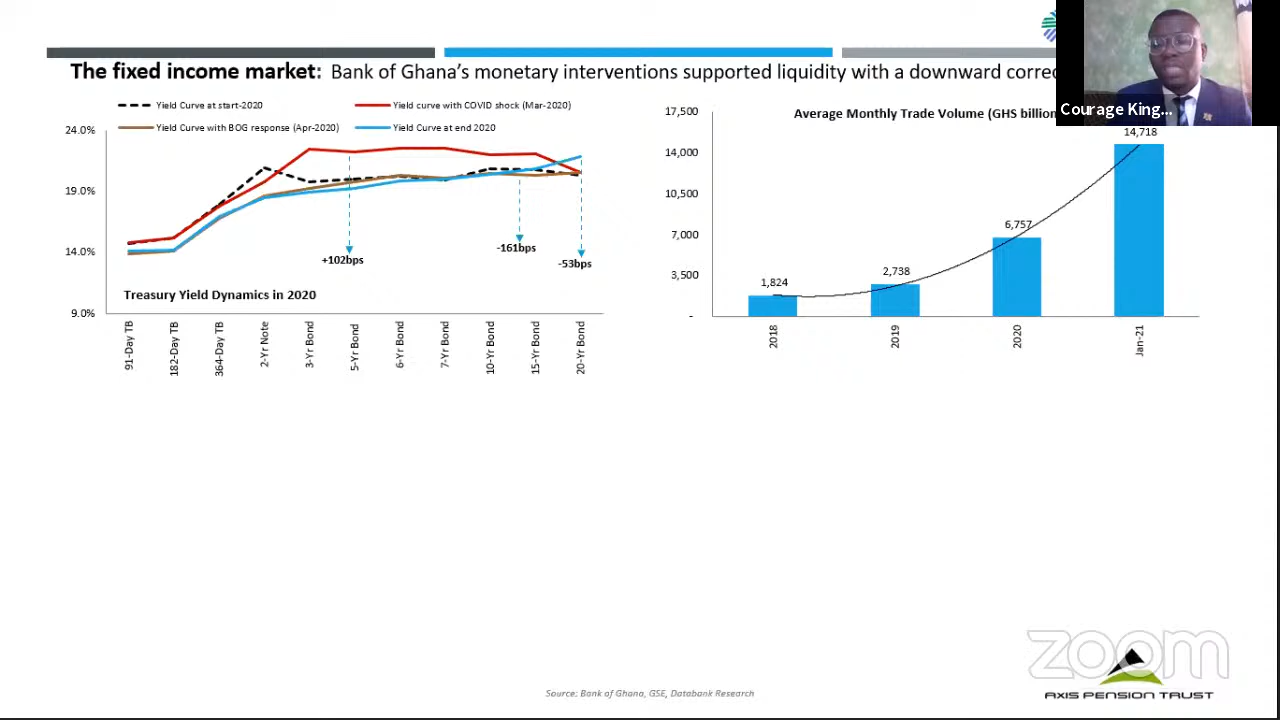 The fixed income market: Bank of Ghana's monetary interventions supported liquidity with a downward
Courage King...
Yield Curve at start-2020
Yield curve with COVID shock (Mar-2020)
Yield Curve with BOG response (Apr-2020)
Yield Curve at end 2020
24.0%
19.0%
14.0%
9.0%
+102bps
-161bps
-53bps
Treasury Yield Dynamics in 2020
91-Day TB
182-Day TB
364-Day TB
2-Yr Note
3-Yr Bond
5-Yr Bond
6-Yr Bond
7-Yr Bond
10-Yr Bond
15-Yr Bond
20-Yr Bond
Average Monthly Trade Volume (GHS billion
17,500
14,000
10,500
7,000
3,500
-
1,824
2,738
6,757
14,718
2018
2019
2020
Jan-21
zoom
AXIS PENSION TRUST
Source: Bank of Ghana, GSE, Databank Research